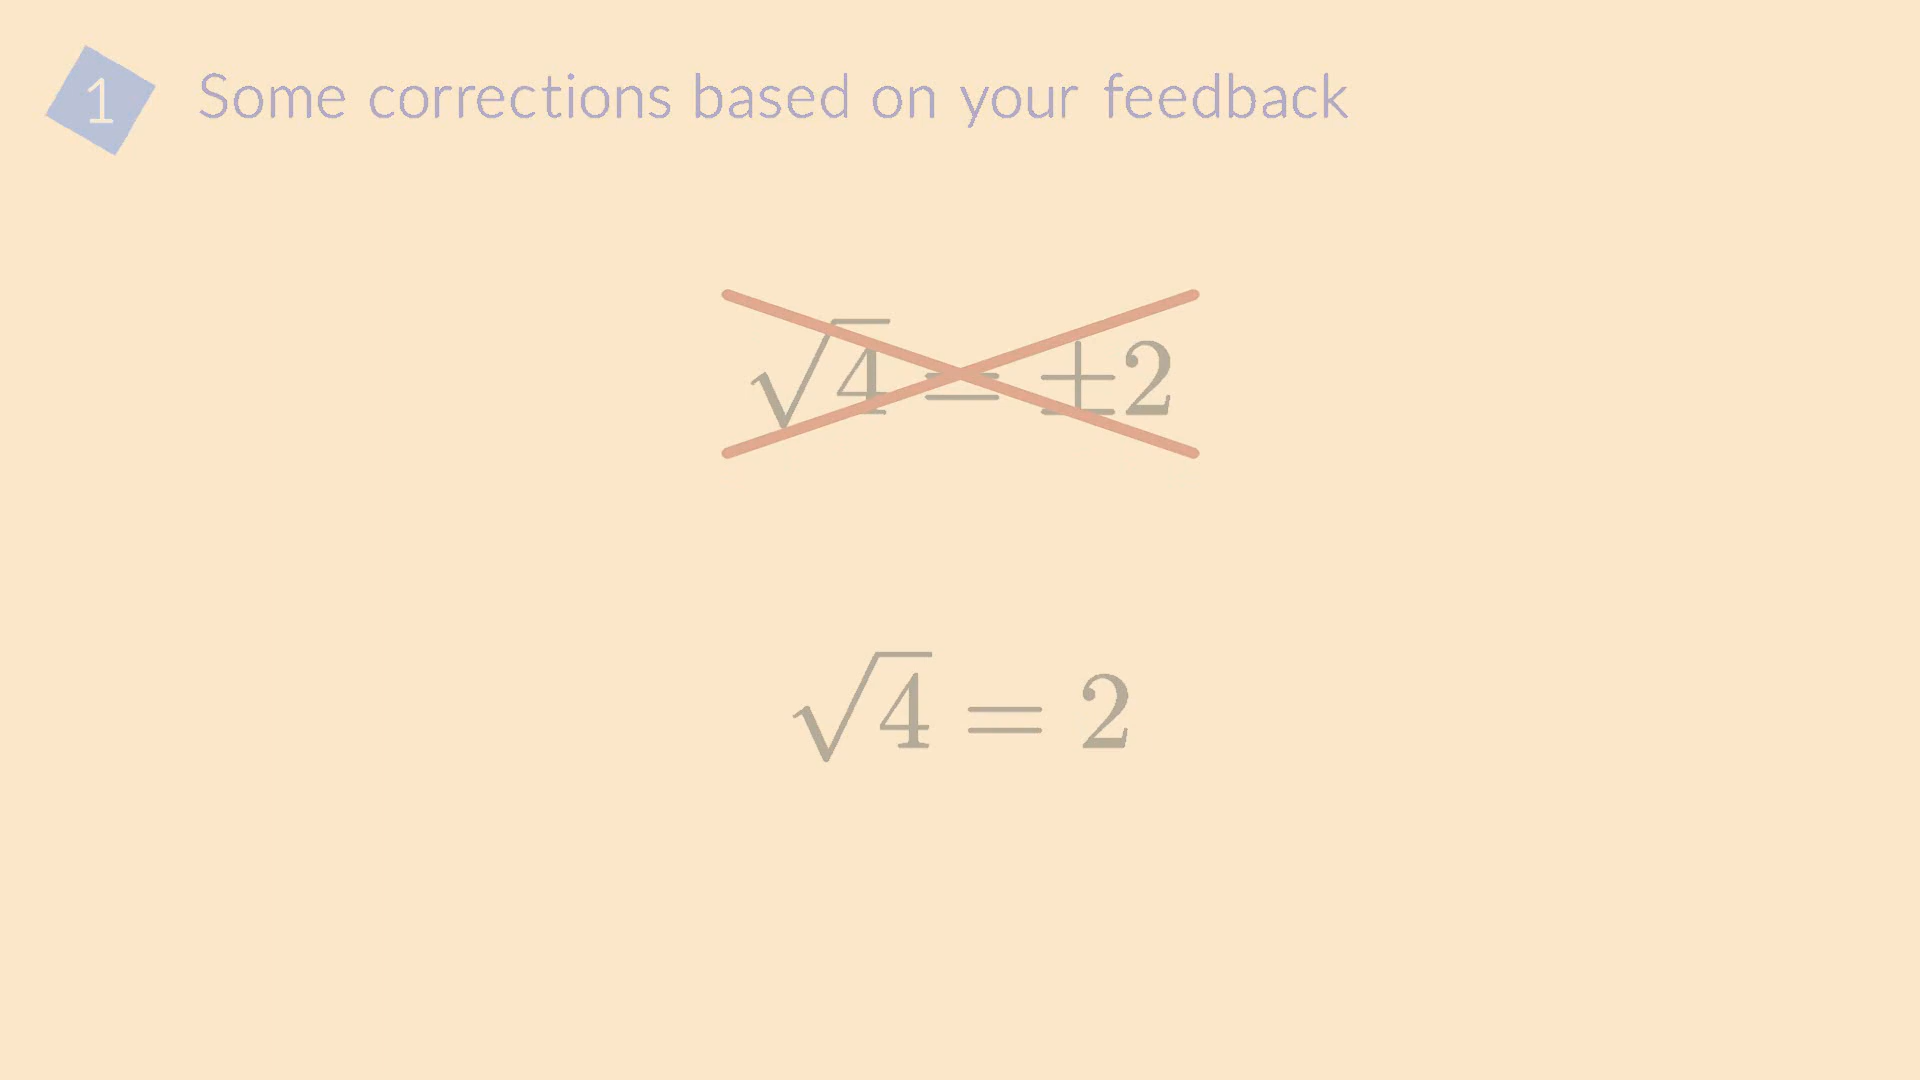 1 Some corrections based on your feedback
√4 = ±2
√4 = 2